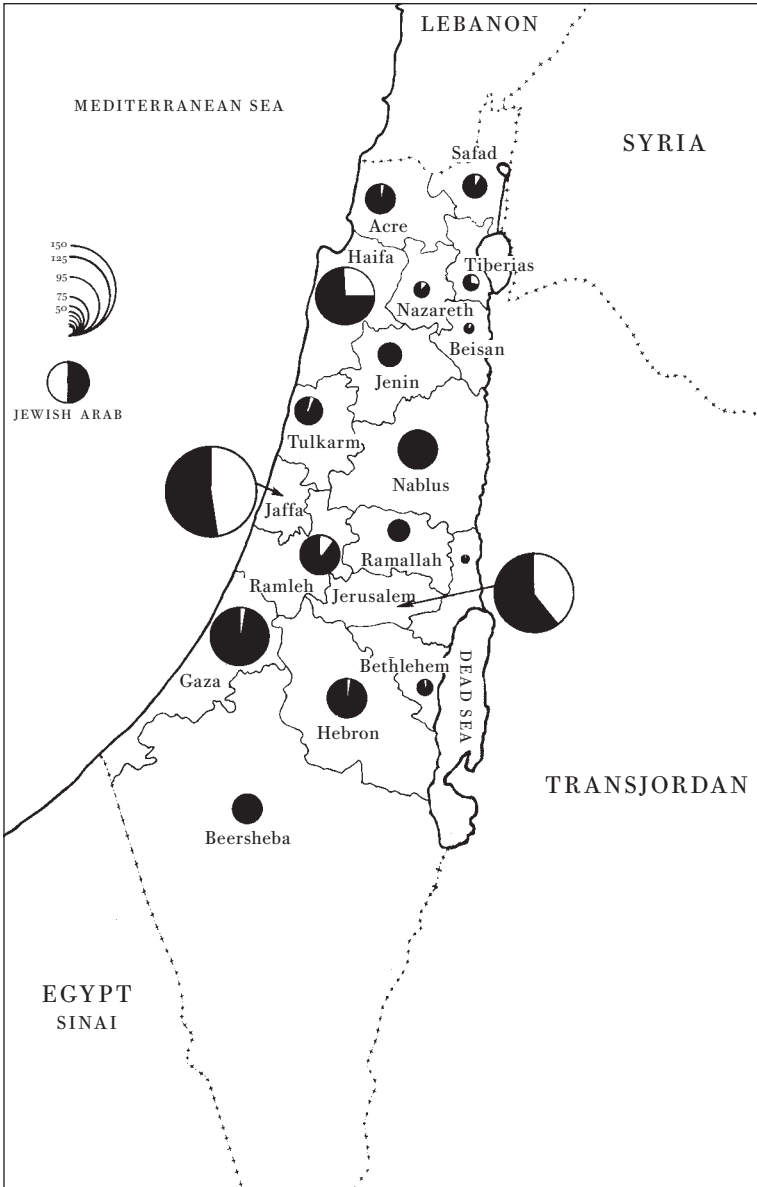 LEBANON
MEDITERRANEAN SEA
SYRIA
Safad
Acre
Haifa
Tiberias
150
125
95
75
50
Nazareth
Beisan
Jenin
JEWISH ARAB
Tulkarm
Nablus
Jaffa
Ramallah
Ramleh
Jerusalem
Bethlehem
Gaza
DEAD SEA
Hebron
TRANSJORDAN
Beersheba
EGYPT
SINAI